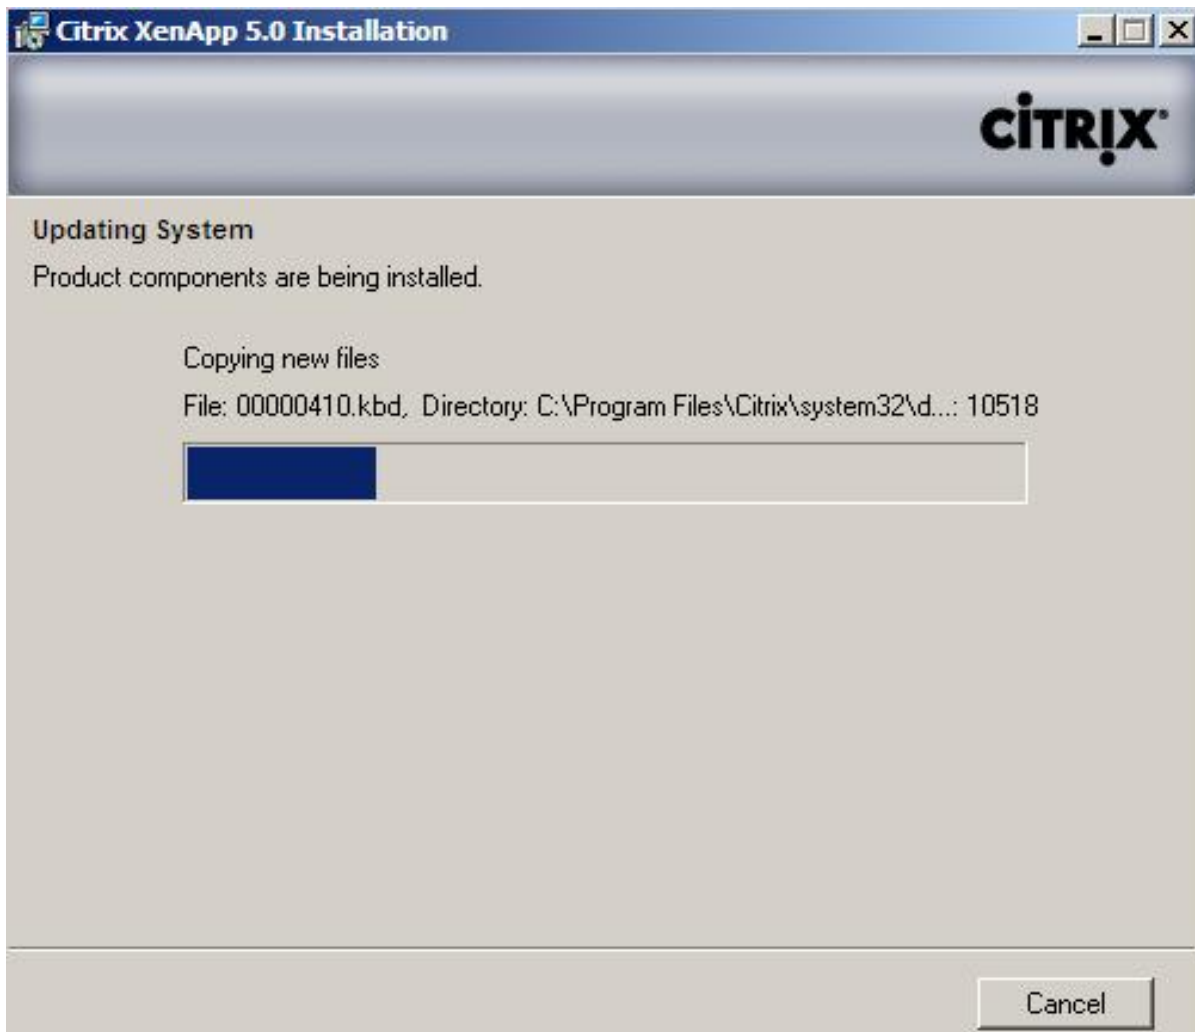 Citrix XenApp 5.0 Installation
CiTRIX®
Updating System
Product components are being installed.
Copying new files
File: 00000410.kbd, Directory: C:\Program Files\Citrix\system32\d...: 10518
Cancel